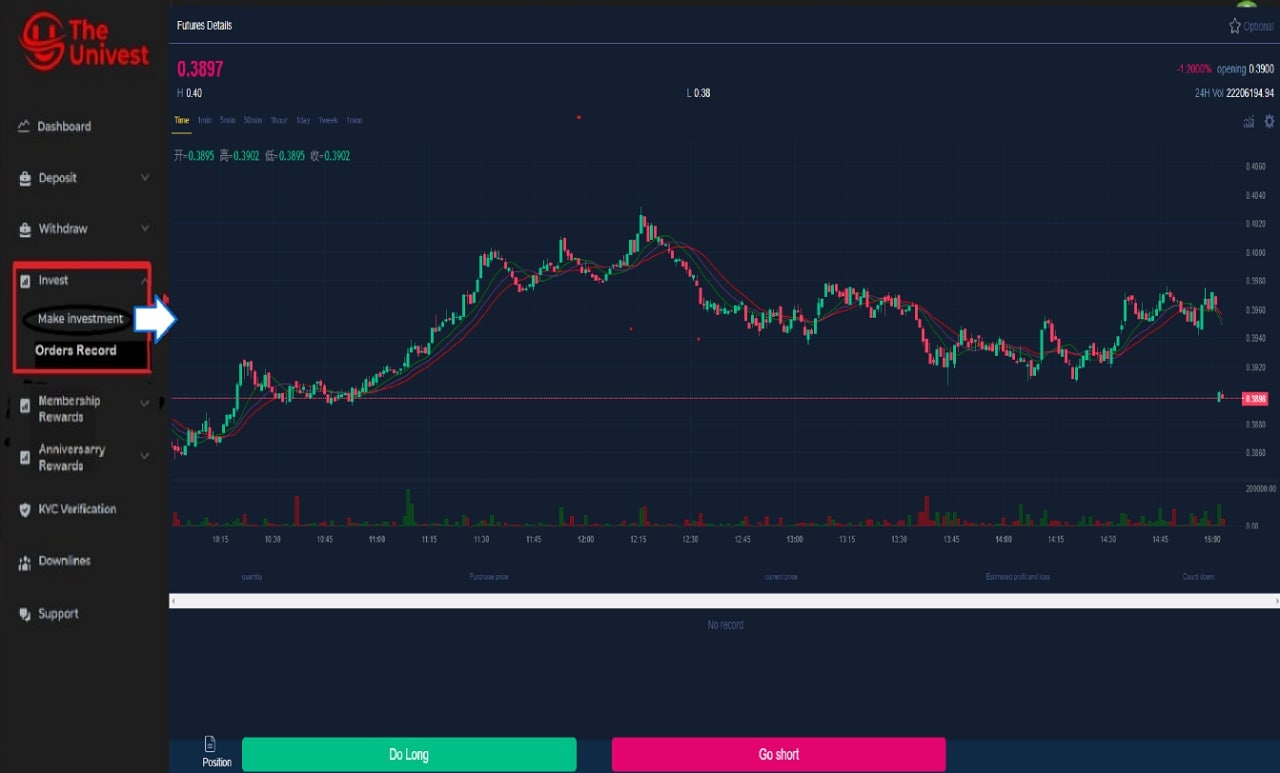 The
Univest
Dashboard
Deposit
Withdraw
Invest
Make investment
Orders Record
Membership
Rewards
Anniversarry
Rewards
KYC Verification
Downlines
Support
Futures Details
Optional
0.3897
-1.2000% opening 0.3900
H 0.40
L 0.38
24H Vol 22206194.94
Time 1min 5min 30min 1hour 1day 1week 1mon
开=0.3895 高=0.3902 低=0.3895 收=0.3902
0.4060
0.4040
0.4020
0.4000
0.3980
0.3960
0.3940
0.3920
0.3898
0.3880
0.3860
200000.00
0.00
10:15 10:30 10:45 11:00 11:15 11:30 11:45 12:00 12:15 12:30 12:45 13:00 13:15 13:30 13:45 14:00 14:15 14:30 14:45 15:00
quantity Purchase price current price Estimated profit and loss Count down
No record
Position
Do Long
Go short